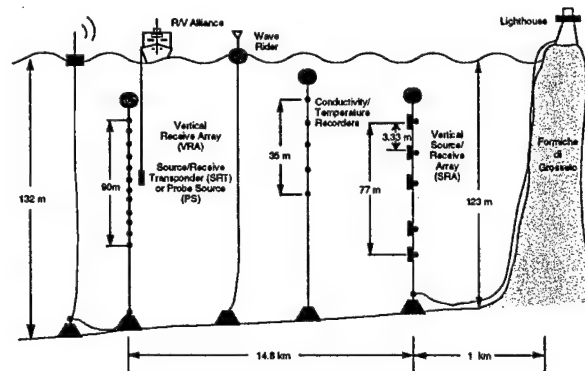 R/V Alliance
Wave
Rider
Lighthouse
Conductivity/
Temperature
Recorders
Vertical
Receive Array
(VRA)
Source/Receive
Transponder (SRT)
or Probe Source
(PS)
Vertical
Source/
Receive
Array
(SRA)
Formiche
di
Grosseto
132 m
90m
35 m
3.33 m
77 m
123 m
14.8 km
1 km